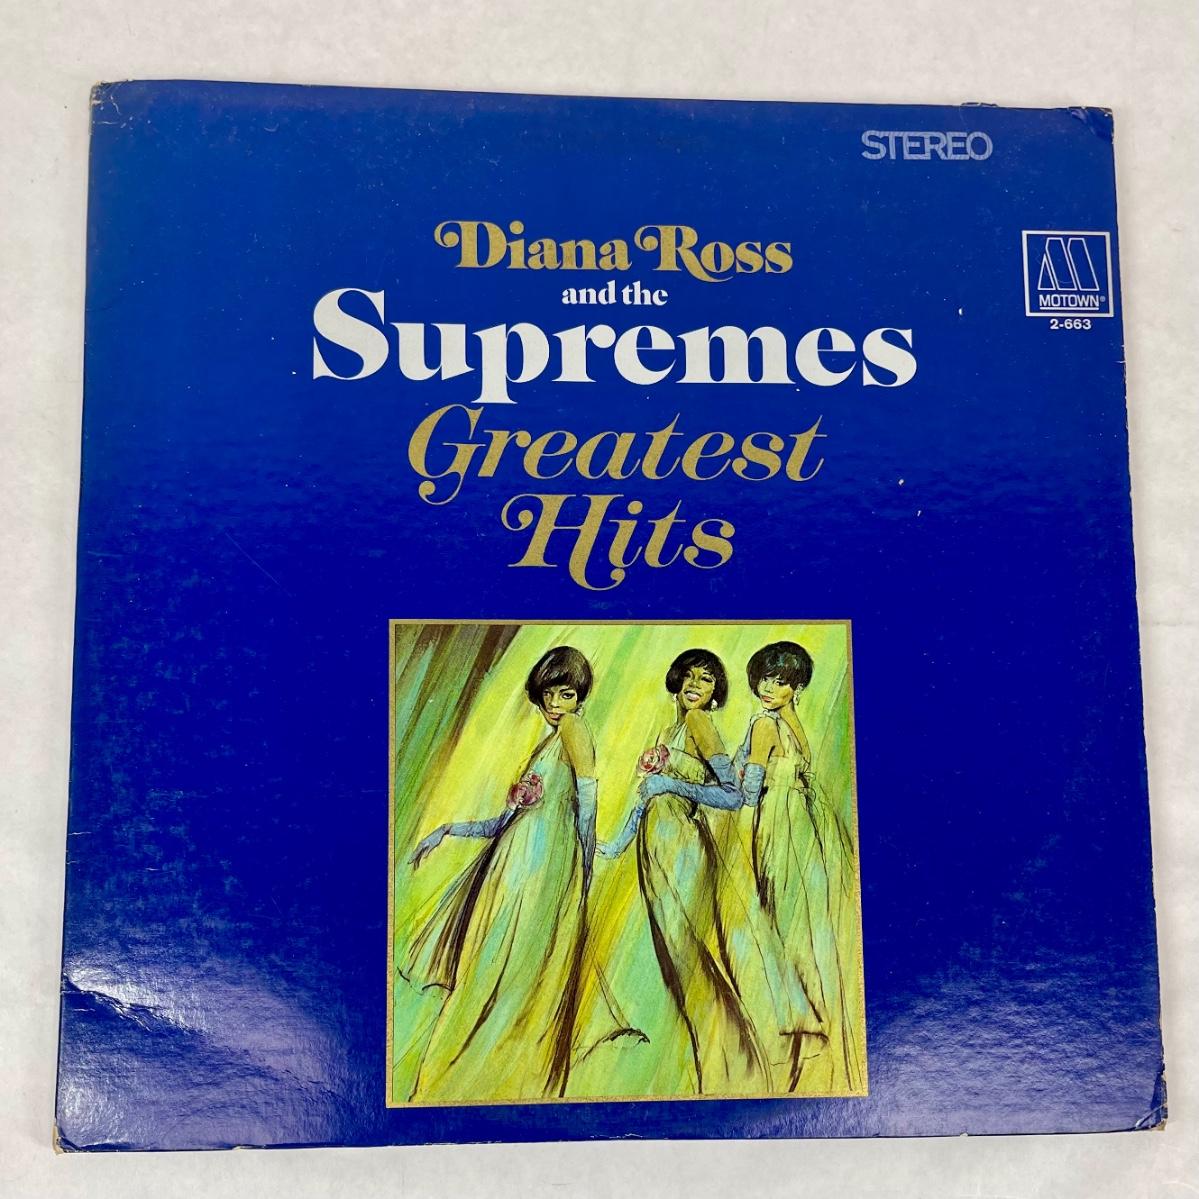 STEREO
Diana Ross
and the
Supremes
Greatest
Hits
MOTOWN®
2-663